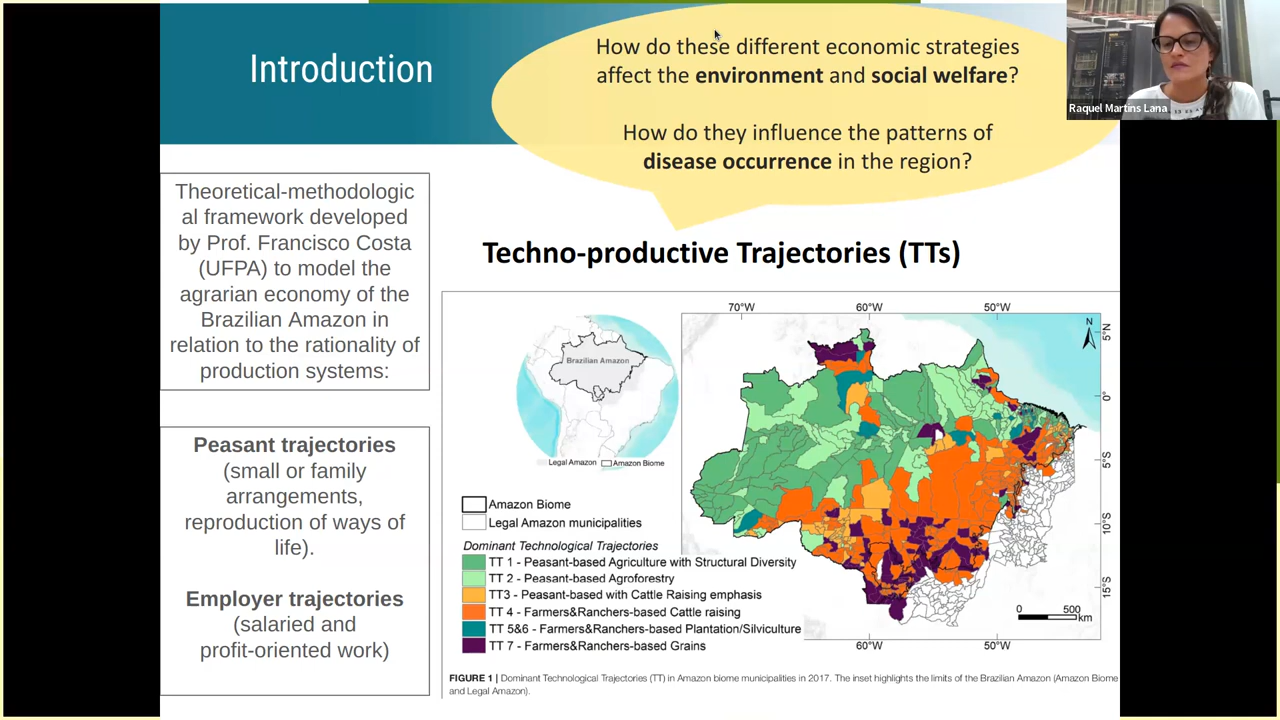 Introduction
How do these different economic strategies
affect the environment and social welfare?
How do they influence the patterns of
disease occurrence in the region?
Raquel Martins Lana
Theoretical-methodologic
al framework developed
by Prof. Francisco Costa
(UFPA) to model the
agrarian economy of the
Brazilian Amazon in
relation to the rationality of
production systems:
Peasant trajectories
(small or family
arrangements,
reproduction of ways of
life).
Employer trajectories
(salaried and
profit-oriented work)
Techno-productive Trajectories (TTs)
70°W 60°W 50°W
N
5°N
0°
5°S
10°S
15°S
60°W 50°W
0 500
km
Brazilian Amazon
Legal Amazon Amazon Biome
Amazon Biome
Legal Amazon municipalities
Dominant Technological Trajectories
TT 1 - Peasant-based Agriculture with Structural Diversity
TT 2 - Peasant-based Agroforestry
TT3 - Peasant-based with Cattle Raising emphasis
TT 4 - Farmers&Ranchers-based Cattle raising
TT 5&6 - Farmers&Ranchers-based Plantation/Silviculture
TT 7 - Farmers&Ranchers-based Grains
FIGURE 1 | Dominant Technological Trajectories (TT) in Amazon biome municipalities in 2017. The inset highlights the limits of the Brazilian Amazon (Amazon Biome
and Legal Amazon).